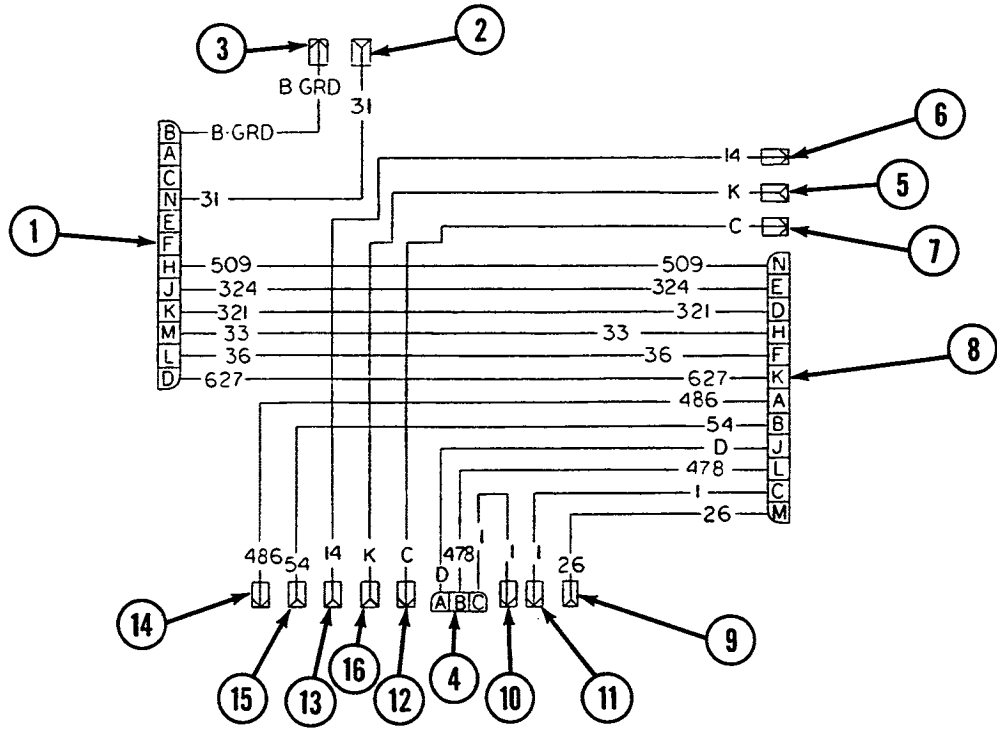 3 2
B GRD
31
B B·GRD
A
C
N 31
E
F
H 509 509 N
J 324 324 E
K 321 321 D
M 33 33 H
L 36 36 F
D 627 627 K
1
14 6
K 5
C 7
8
486 A
54 B
D J
478 L
1 C
26 M
486 54 14 K C D 478 1 1 1 26
A B C
14 15 13 16 12 4 10 11 9